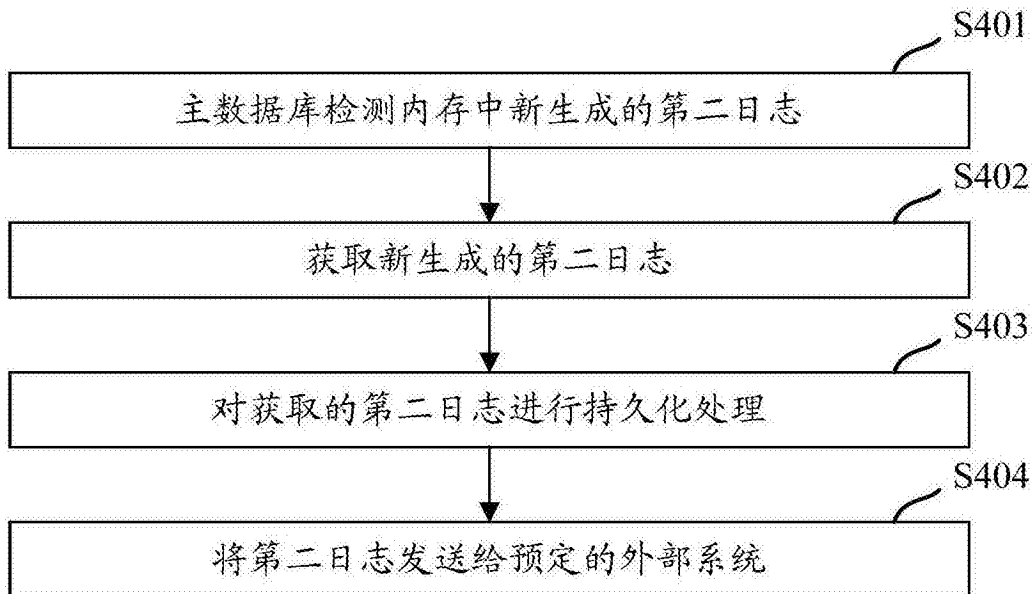 S401
主数据库检测内存中新生成的第二日志
S402
获取新生成的第二日志
S403
对获取的第二日志进行持久化处理
S404
将第二日志发送给预定的外部系统